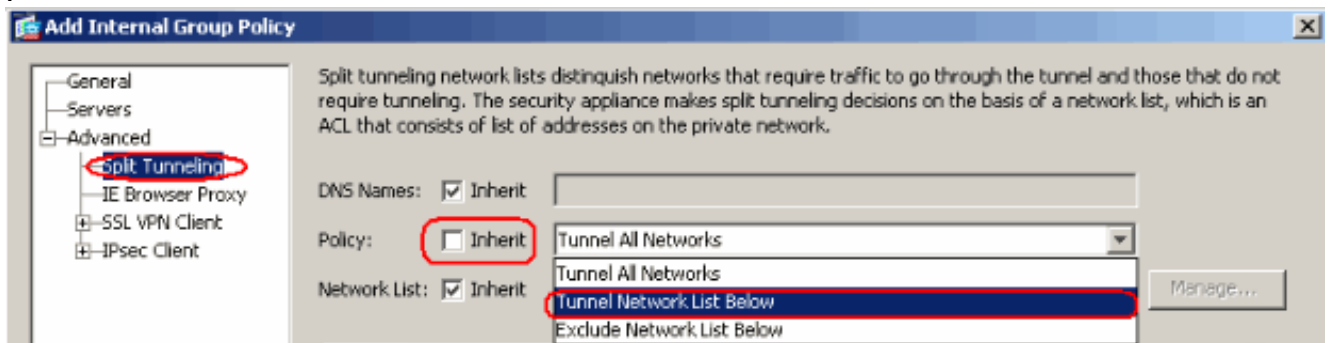 Add Internal Group Policy
General
Servers
Advanced
Split Tunneling
IE Browser Proxy
SSL VPN Client
IPsec Client
Split tunneling network lists distinguish networks that require traffic to go through the tunnel and those that do not
require tunneling. The security appliance makes split tunneling decisions on the basis of a network list, which is an
ACL that consists of list of addresses on the private network.
DNS Names: Inherit
Policy: Inherit Tunnel All Networks
Tunnel All Networks
Network List: Inherit Tunnel Network List Below Manage...
Exclude Network List Below